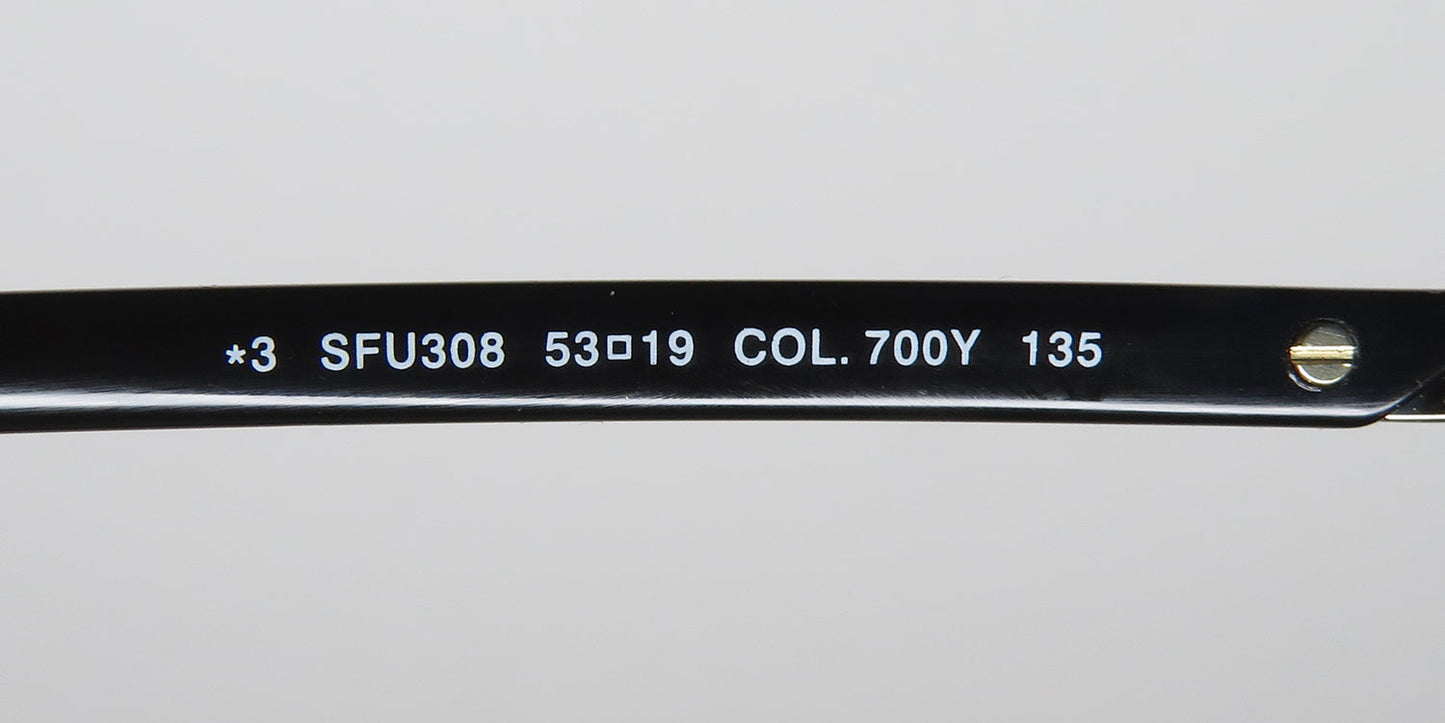 *3 SFU308 53□19 COL. 700Y 135